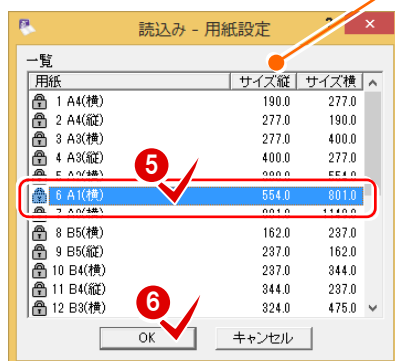 読込み - 用紙設定
?
×
一覧
用紙 サイズ縦 サイズ横
1 A4(横) 190.0 277.0
2 A4(縦) 277.0 190.0
3 A3(横) 277.0 400.0
4 A3(縦) 400.0 277.0
5
6 A1(横) 554.0 801.0
8 B5(横) 162.0 237.0
9 B5(縦) 237.0 162.0
10 B4(横) 237.0 344.0
11 B4(縦) 344.0 237.0
12 B3(横) 324.0 475.0
6
OK キャンセル